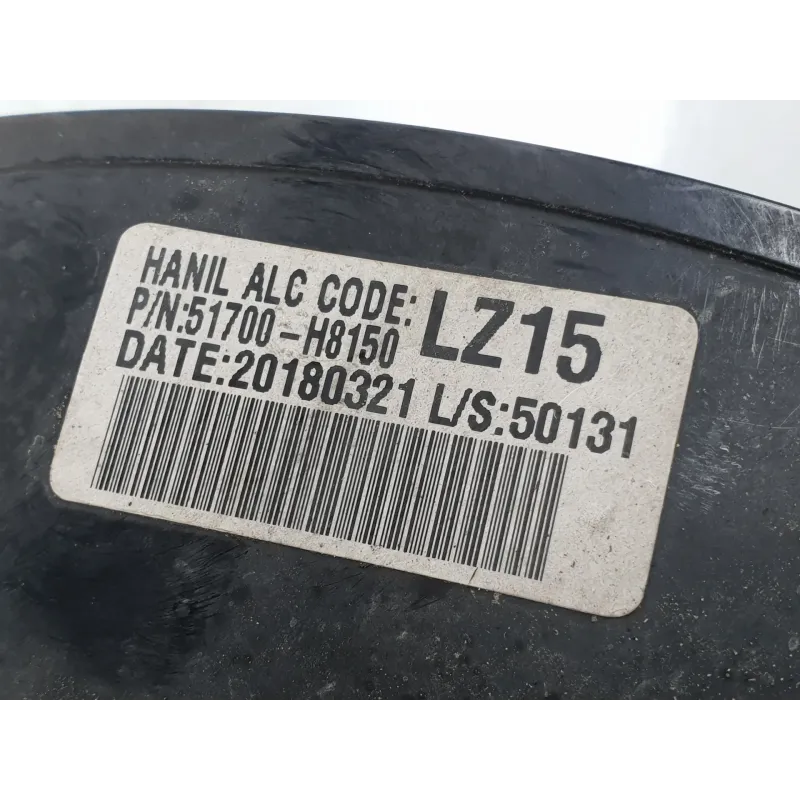 HANIL ALC CODE: LZ15
P/N:51700-H8150
DATE:20180321 L/S:50131